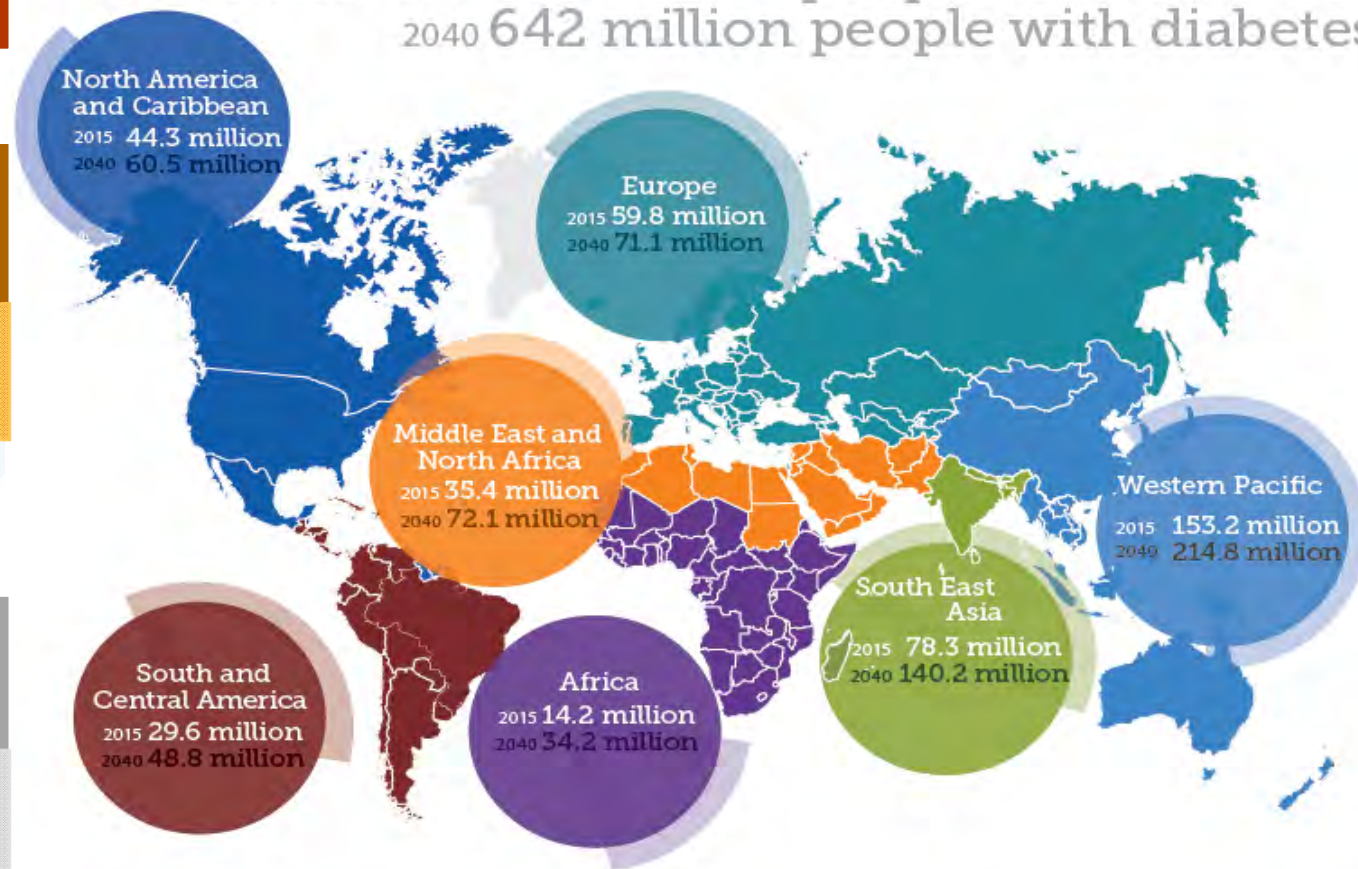 2040 642 million people with diabetes
North America
and Caribbean
2015 44.3 million
2040 60.5 million
Europe
2015 59.8 million
2040 71.1 million
Middle East and
North Africa
2015 35.4 million
2040 72.1 million
Western Pacific
2015 153.2 million
2040 214.8 million
South East
Asia
2015 78.3 million
2040 140.2 million
South and
Central America
2015 29.6 million
2040 48.8 million
Africa
2015 14.2 million
2040 34.2 million